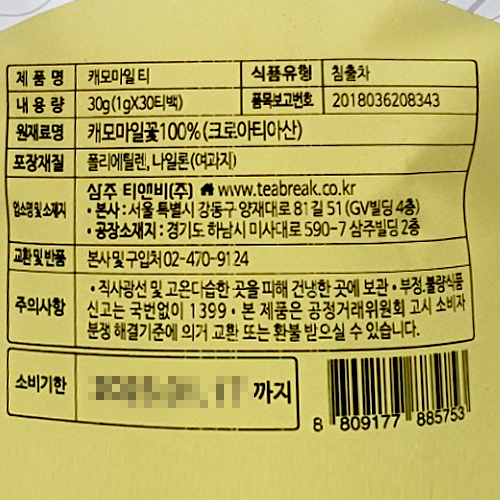 제 품 명 캐모마일 티 식품유형 침출차
내 용 량 30g(1gX30티백) 품목보고번호 2018036208343
원재료명 캐모마일꽃100% (크로아티아산)
포장재질 폴리에틸렌, 나일론(여과지)
업소명 및 소재지 삼주 티앤비(주) www.teabreak.co.kr
• 본사 : 서울 특별시 강동구 양재대로 81길 51 (GV빌딩 4층)
• 공장소재지 : 경기도 하남시 미사대로 590-7 삼주빌딩 2층
교환 및 반품 본사 및 구입처 02-470-9124
주의사항 • 직사광선 및 고온다습한 곳을 피해 건냉한 곳에 보관 • 부정·불량식품
신고는 국번없이 1399 • 본 제품은 공정거래위원회 고시 소비자
분쟁 해결기준에 의거 교환 또는 환불 받으실 수 있습니다.
소비기한 까지
8 809177 885753